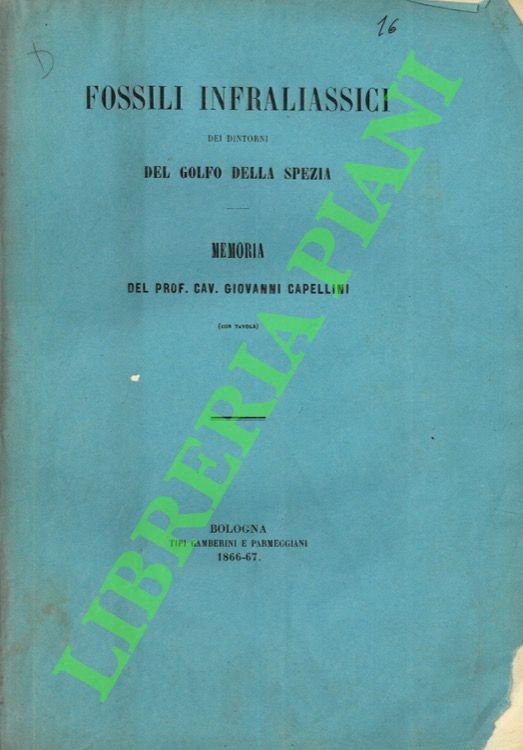 16
D
FOSSILI INFRALIASSICI
DEI DINTORNI
DEL GOLFO DELLA SPEZIA
MEMORIA
DEL PROF. CAV. GIOVANNI CAPELLINI
(CON TAVOLE)
BOLOGNA
TIPI GAMBERINI E PARMEGGIANI
1866-67.
LIBRERIA PIANI